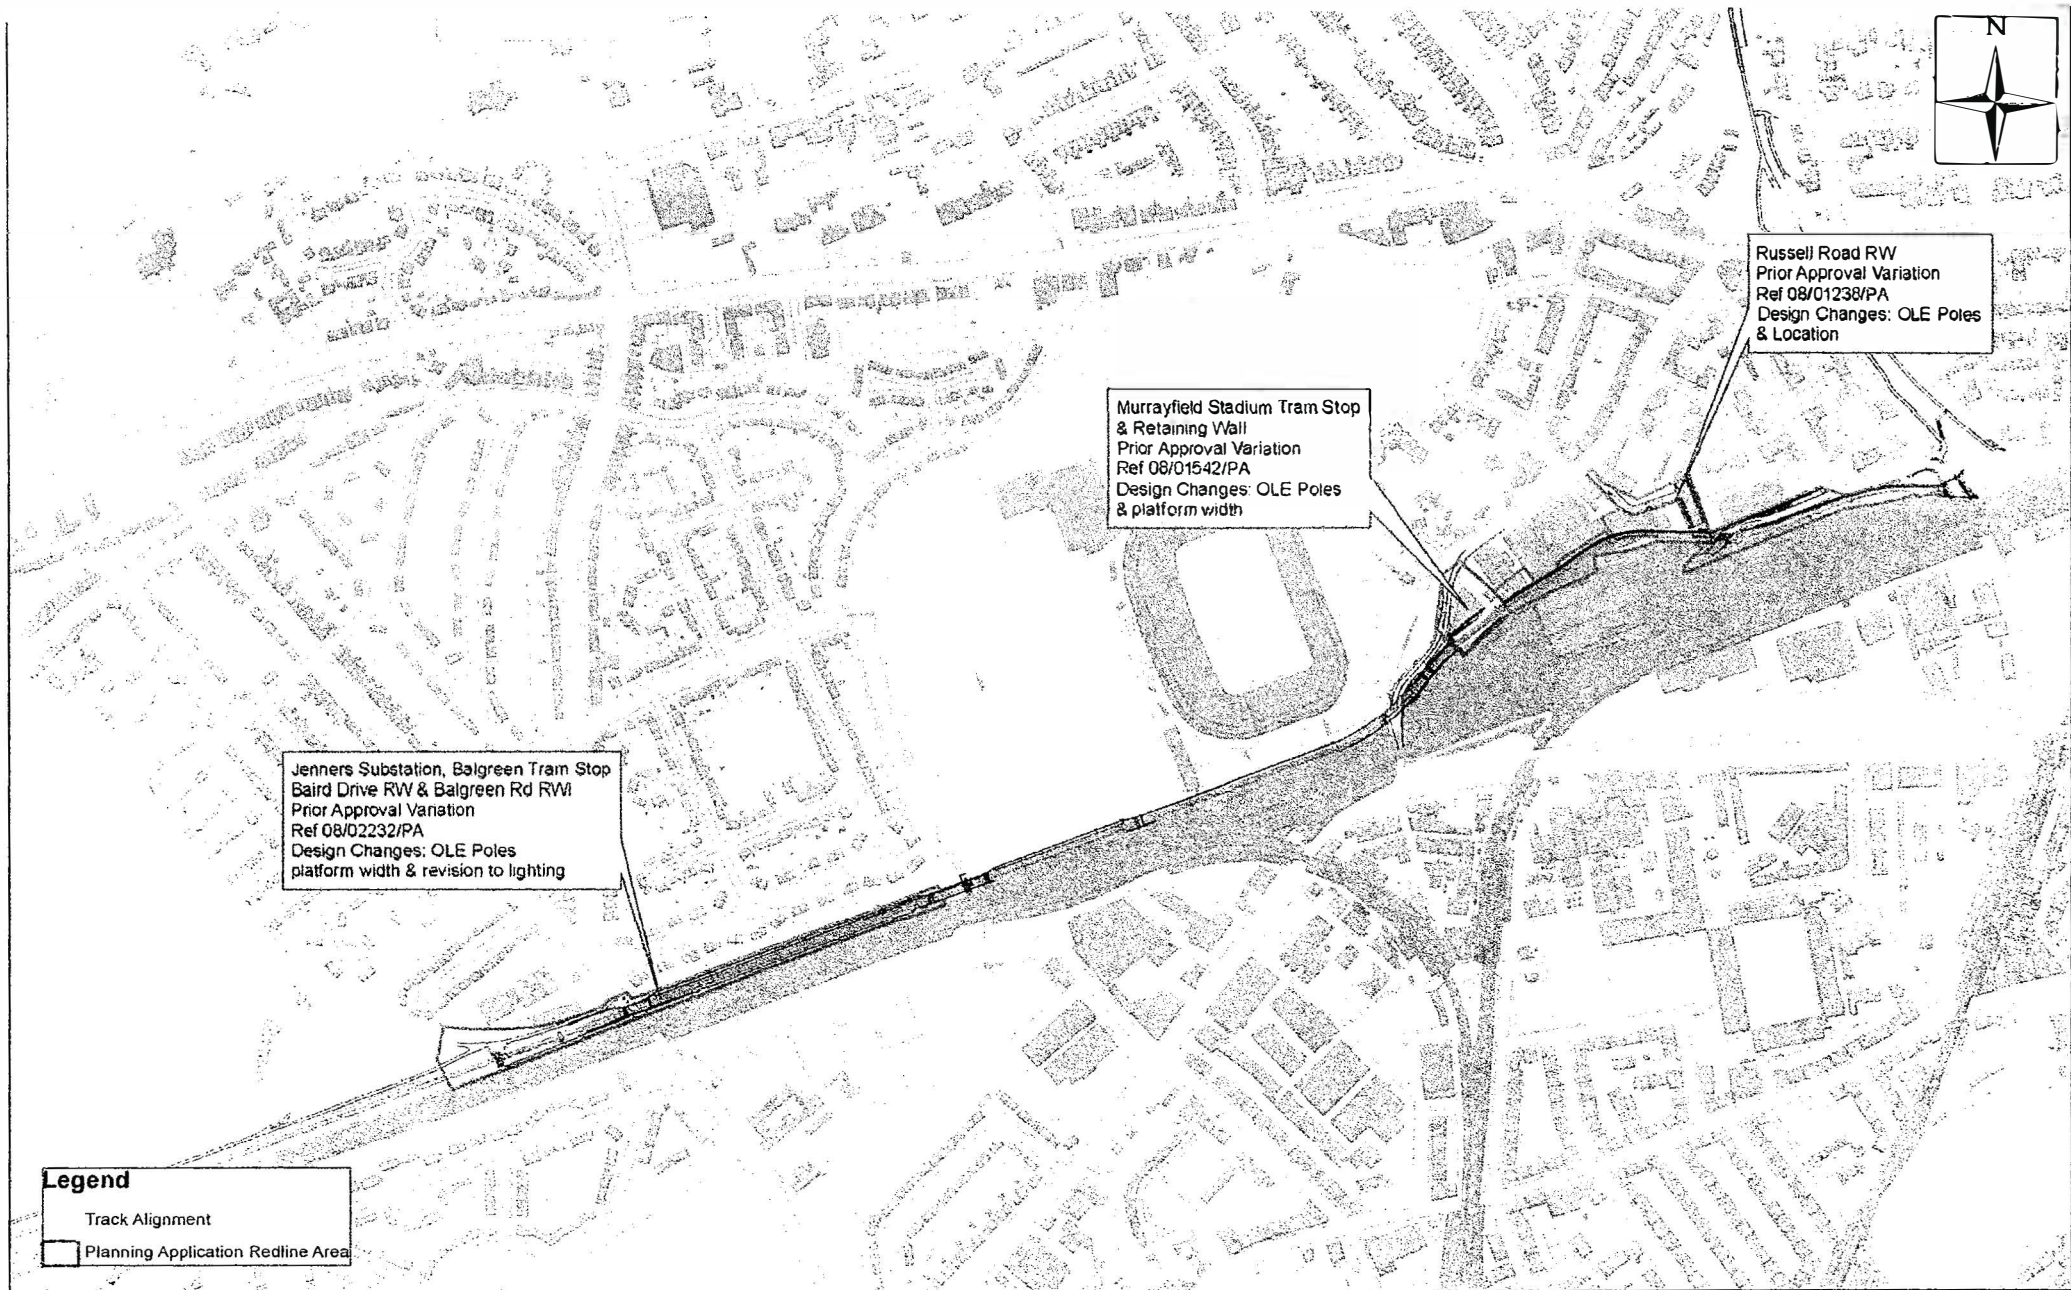 N
Russell Road RW
Prior Approval Variation
Ref 08/01238/PA
Design Changes: OLE Poles
& Location
Murrayfield Stadium Tram Stop
& Retaining Wall
Prior Approval Variation
Ref 08/01542/PA
Design Changes: OLE Poles
& platform width
Jenners Substation, Balgreen Tram Stop
Baird Drive RW & Balgreen Rd RW
Prior Approval Variation
Ref 08/02232/PA
Design Changes: OLE Poles
platform width & revision to lighting
Legend
Track Alignment
Planning Application Redline Area